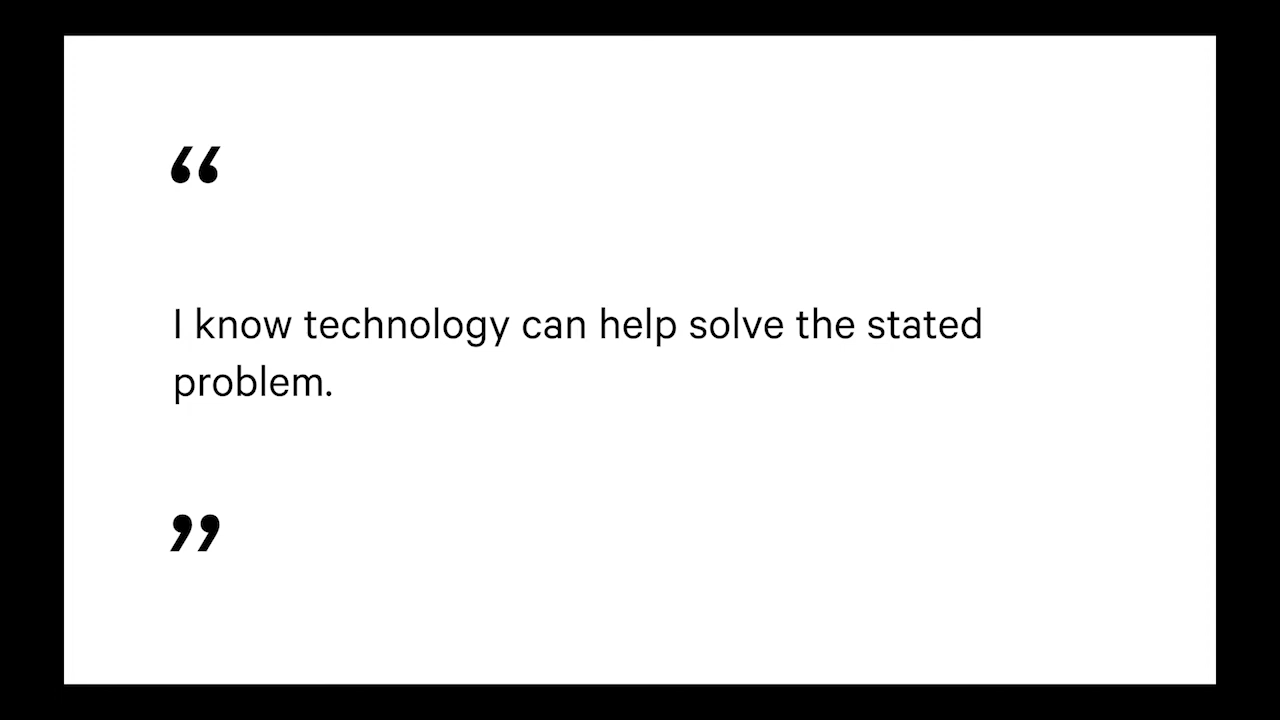 “
I know technology can help solve the stated
problem.
”